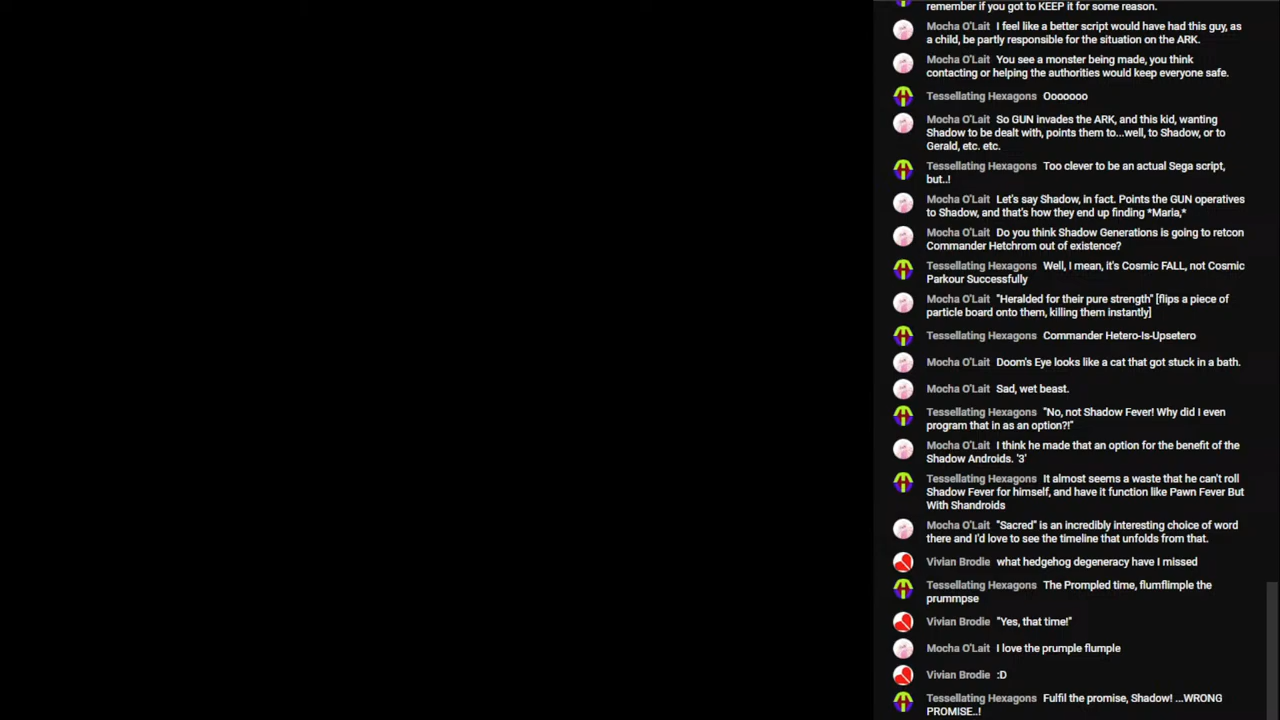 remember if you got to KEEP it for some reason.
Mocha O'Lait I feel like a better script would have had this guy, as
a child, be partly responsible for the situation on the ARK.
Mocha O'Lait You see a monster being made, you think
contacting or helping the authorities would keep everyone safe.
Tessellating Hexagons Ooooooo
Mocha O'Lait So GUN invades the ARK, and this kid, wanting
Shadow to be dealt with, points them to...well, to Shadow, or to
Gerald, etc. etc.
Tessellating Hexagons Too clever to be an actual Sega script,
but..!
Mocha O'Lait Let's say Shadow, in fact. Points the GUN operatives
to Shadow, and that's how they end up finding *Maria,*
Mocha O'Lait Do you think Shadow Generations is going to retcon
Commander Hetchrom out of existence?
Tessellating Hexagons Well, I mean, it's Cosmic FALL, not Cosmic
Parkour Successfully
Mocha O'Lait "Heralded for their pure strength" [flips a piece of
particle board onto them, killing them instantly]
Tessellating Hexagons Commander Hetero-Is-Upsetero
Mocha O'Lait Doom's Eye looks like a cat that got stuck in a bath.
Mocha O'Lait Sad, wet beast.
Tessellating Hexagons "No, not Shadow Fever! Why did I even
program that in as an option?!"
Mocha O'Lait I think he made that an option for the benefit of the
Shadow Androids. '3'
Tessellating Hexagons It almost seems a waste that he can't roll
Shadow Fever for himself, and have it function like Pawn Fever But
With Shandroids
Mocha O'Lait "Sacred" is an incredibly interesting choice of word
there and I'd love to see the timeline that unfolds from that.
Vivian Brodie what hedgehog degeneracy have I missed
Tessellating Hexagons The Prompled time, flumflimple the
prummpse
Vivian Brodie "Yes, that time!"
Mocha O'Lait I love the prumple flumple
Vivian Brodie :D
Tessellating Hexagons Fulfil the promise, Shadow! ...WRONG
PROMISE..!